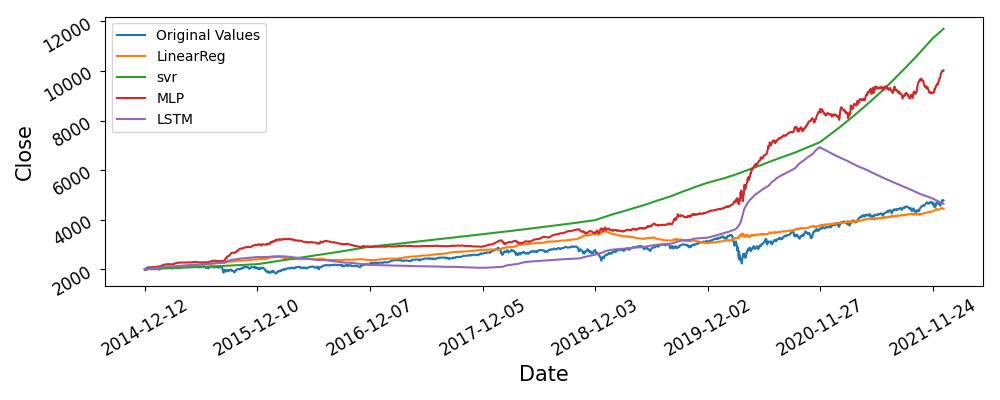 Original Values
LinearReg
svr
MLP
LSTM
12000
10000
8000
6000
4000
2000
Close
2014-12-12
2015-12-10
2016-12-07
2017-12-05
2018-12-03
2019-12-02
2020-11-27
2021-11-24
Date